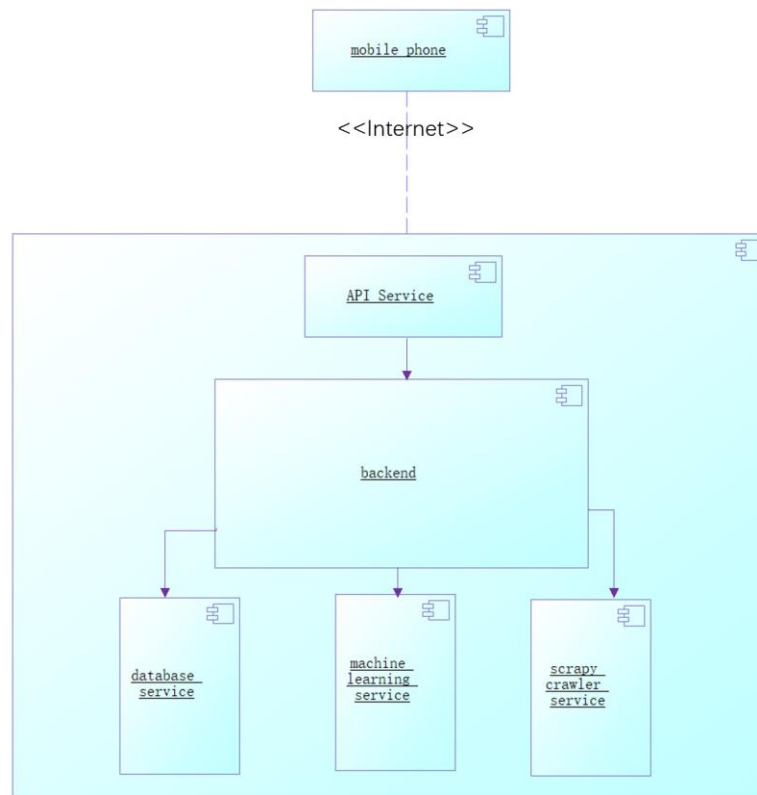 mobile phone
<<Internet>>
API Service
backend
database
service
machine
learning
service
scrapy
crawler
service